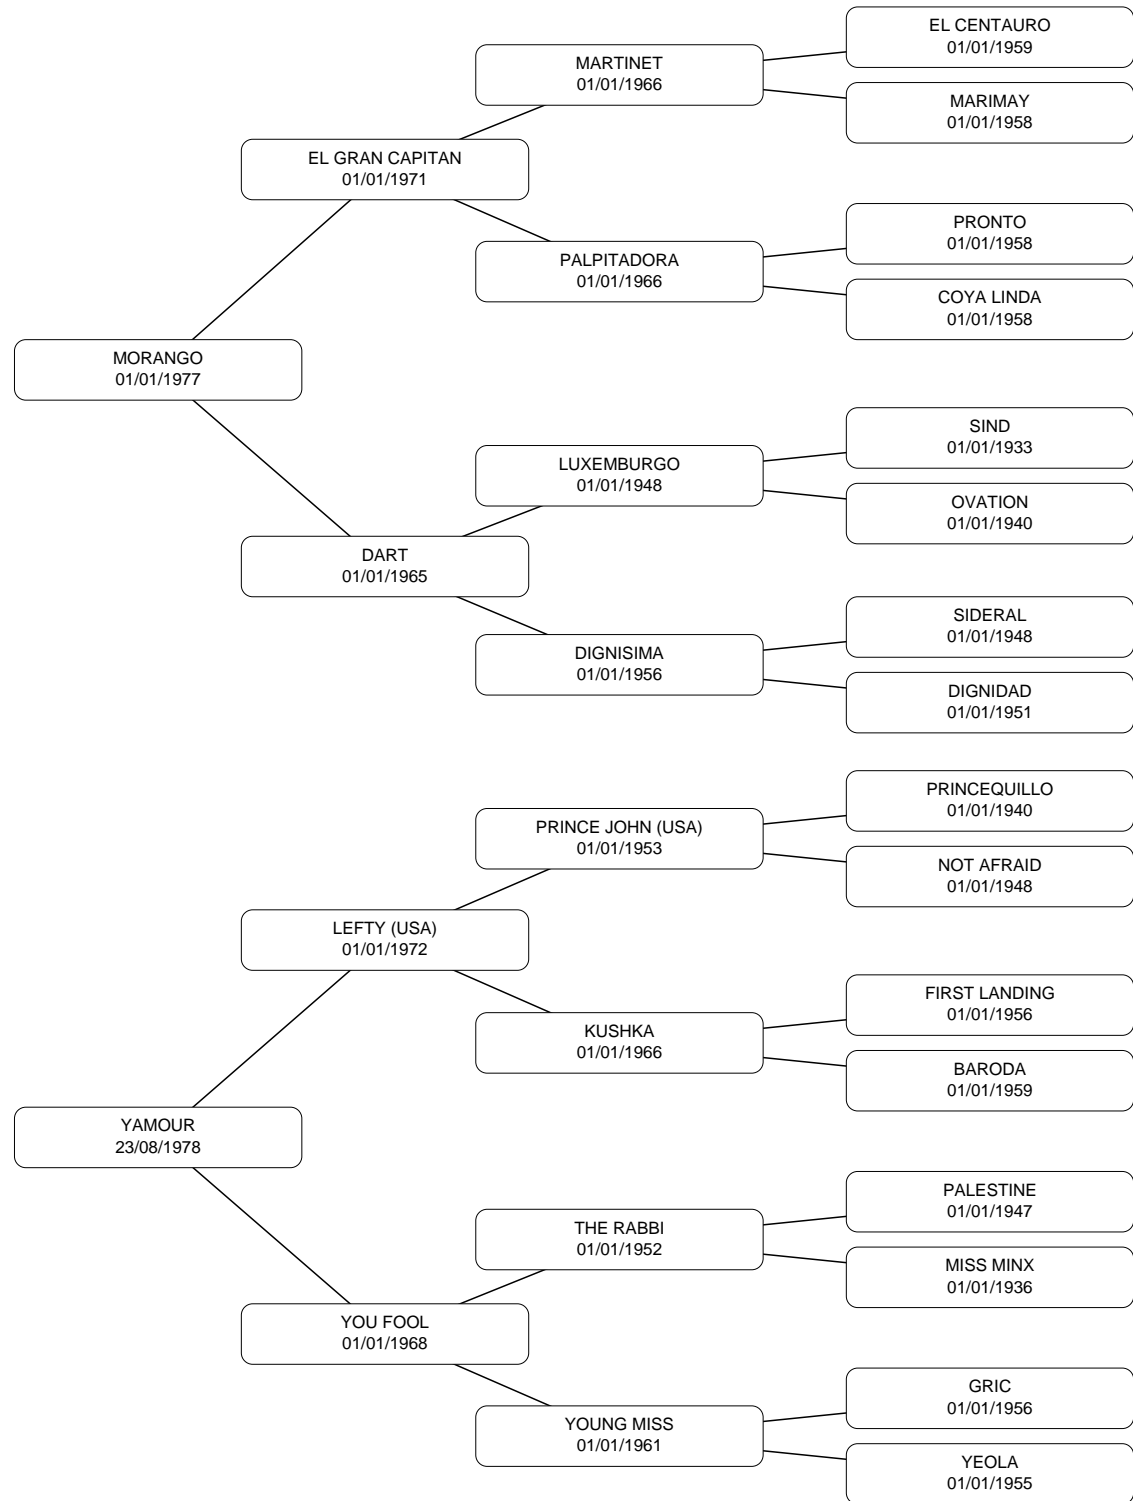 EL CENTAURO
01/01/1959
MARTINET
01/01/1966
MARIMAY
01/01/1958
EL GRAN CAPITAN
01/01/1971
PRONTO
01/01/1958
PALPITADORA
01/01/1966
COYA LINDA
01/01/1958
MORANGO
01/01/1977
SIND
01/01/1933
LUXEMBURGO
01/01/1948
OVATION
01/01/1940
DART
01/01/1965
SIDERAL
01/01/1948
DIGNISIMA
01/01/1956
DIGNIDAD
01/01/1951
PRINCEQUILLO
01/01/1940
PRINCE JOHN (USA)
01/01/1953
NOT AFRAID
01/01/1948
LEFTY (USA)
01/01/1972
FIRST LANDING
01/01/1956
KUSHKA
01/01/1966
BARODA
01/01/1959
YAMOUR
23/08/1978
PALESTINE
01/01/1947
THE RABBI
01/01/1952
MISS MINX
01/01/1936
YOU FOOL
01/01/1968
GRIC
01/01/1956
YOUNG MISS
01/01/1961
YEOLA
01/01/1955